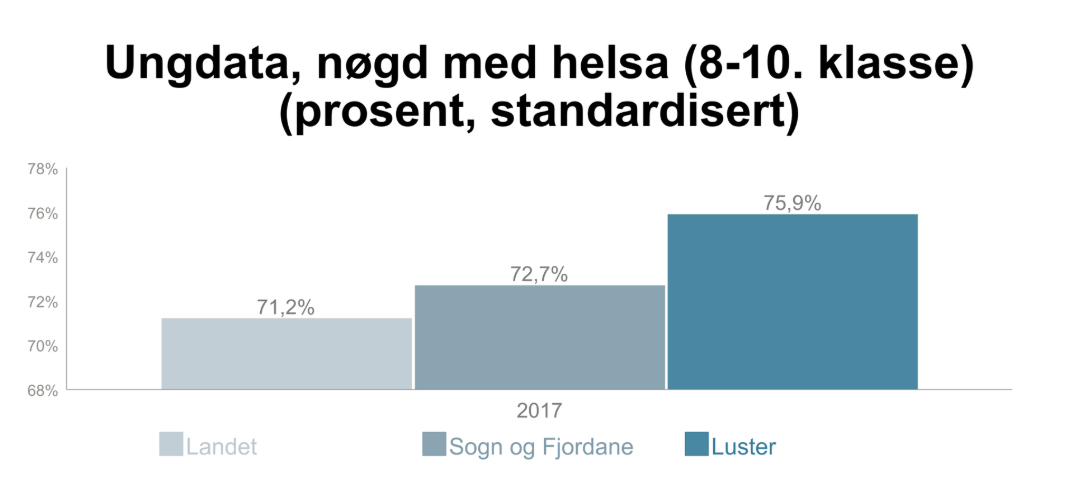 Ungdata, nøgd med helsa (8-10. klasse)
(prosent, standardisert)
78%
76%
74%
72%
70%
68%
71,2%
72,7%
75,9%
2017
Landet
Sogn og Fjordane
Luster